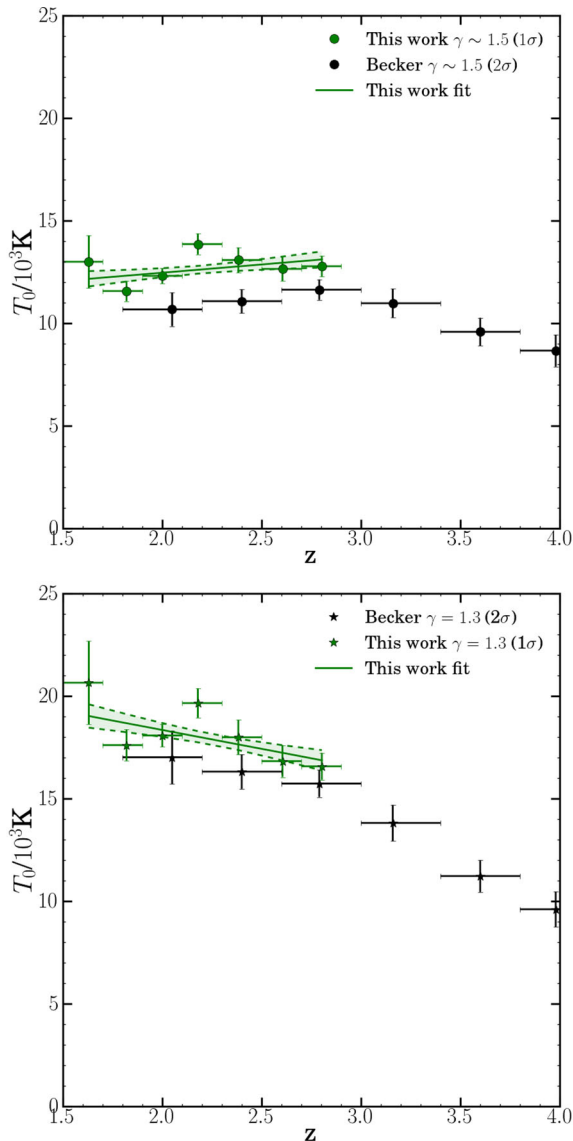 25
This work γ ∼ 1.5 (1σ)
Becker γ ∼ 1.5 (2σ)
This work fit
20
15
T₀/10³K
10
5
0
1.5 2.0 2.5 3.0 3.5 4.0
z
25
Becker γ = 1.3 (2σ)
This work γ = 1.3 (1σ)
This work fit
20
15
T₀/10³K
10
5
0
1.5 2.0 2.5 3.0 3.5 4.0
z